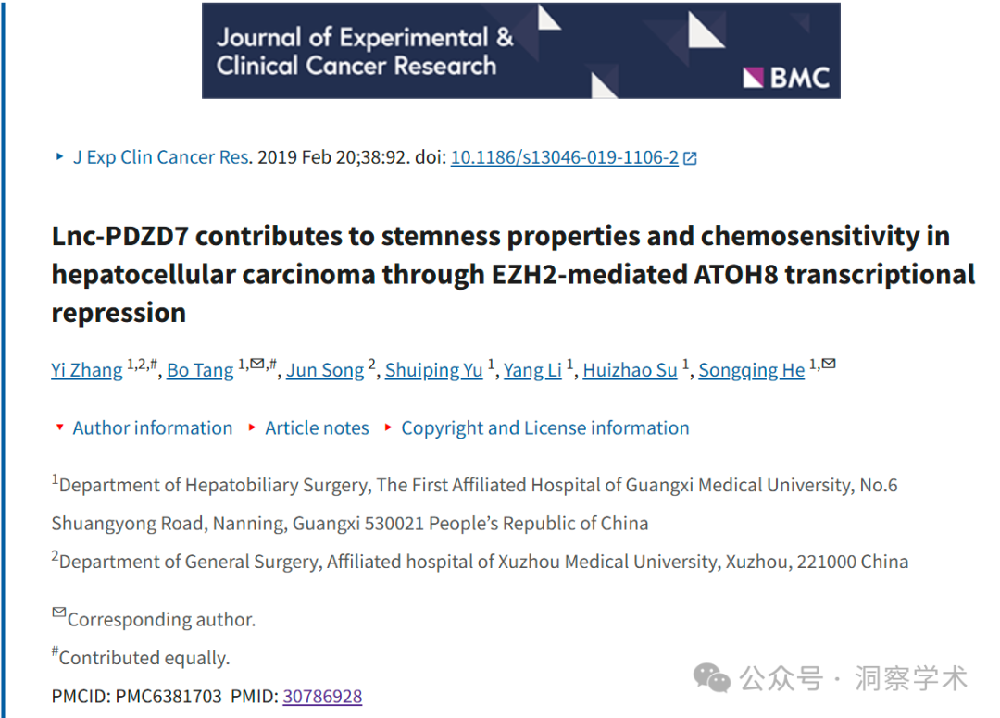 Journal of Experimental &
Clinical Cancer Research
BMC
J Exp Clin Cancer Res. 2019 Feb 20;38:92. doi: 10.1186/s13046-019-1106-2
Lnc-PDZD7 contributes to stemness properties and chemosensitivity in
hepatocellular carcinoma through EZH2-mediated ATOH8 transcriptional
repression
Yi Zhang 1,2,#, Bo Tang 1,✉,#, Jun Song 2, Shuiping Yu 1, Yang Li 1, Huizhao Su 1, Songqing He 1,✉
Author information Article notes Copyright and License information
1Department of Hepatobiliary Surgery, The First Affiliated Hospital of Guangxi Medical University, No.6
Shuangyong Road, Nanning, Guangxi 530021 People’s Republic of China
2Department of General Surgery, Affiliated hospital of Xuzhou Medical University, Xuzhou, 221000 China
✉Corresponding author.
#Contributed equally.
PMCID: PMC6381703 PMID: 30786928
公众号 · 洞察学术